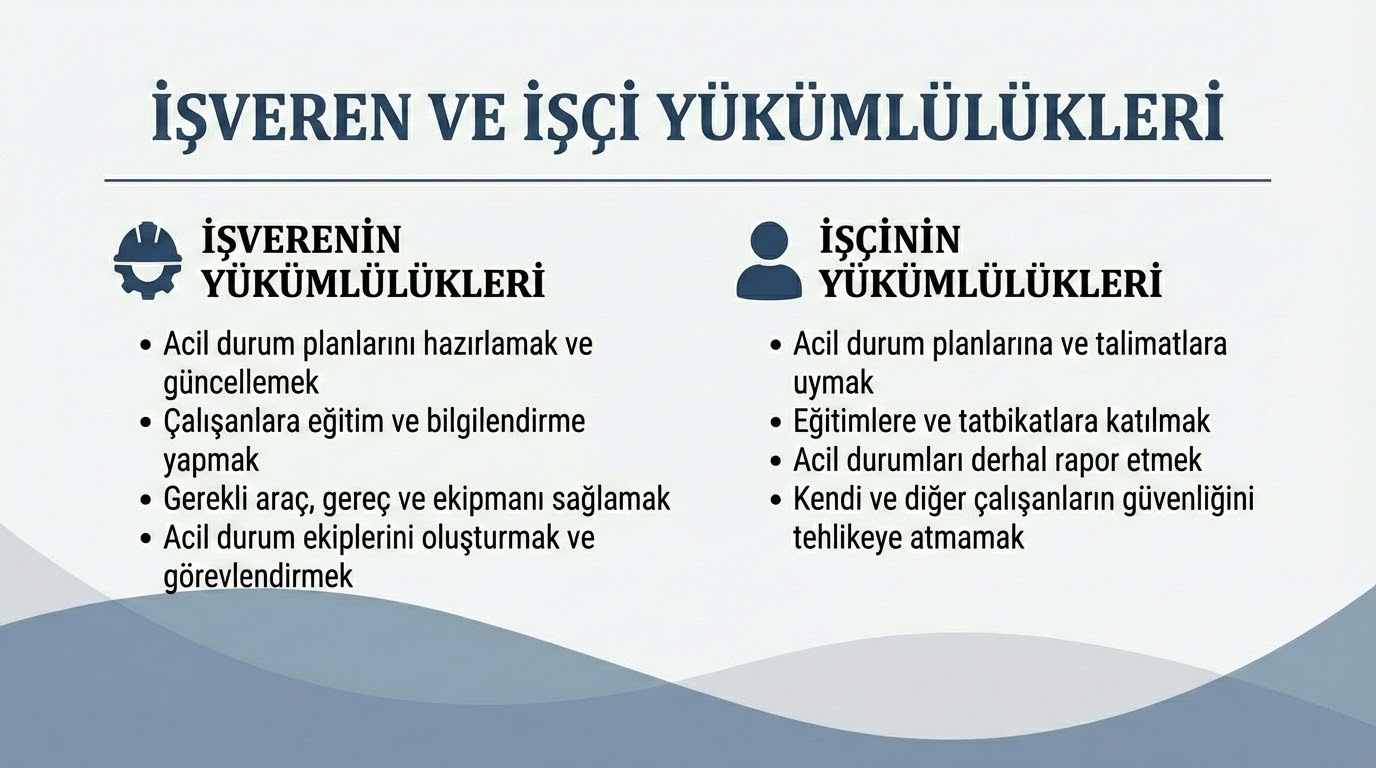 İŞVEREN VE İŞÇİ YÜKÜMLÜLÜKLERİ
İŞVERENİN
YÜKÜMLÜLÜKLERİ
• Acil durum planlarını hazırlamak ve
güncellemek
• Çalışanlara eğitim ve bilgilendirme
yapmak
• Gerekli araç, gereç ve ekipmanı sağlamak
• Acil durum ekiplerini oluşturmak ve
görevlendirmek
İŞÇİNİN
YÜKÜMLÜLÜKLERİ
• Acil durum planlarına ve talimatlara
uymak
• Eğitimlere ve tatbikatlara katılmak
• Acil durumları derhal rapor etmek
• Kendi ve diğer çalışanların güvenliğini
tehlikeye atmamak